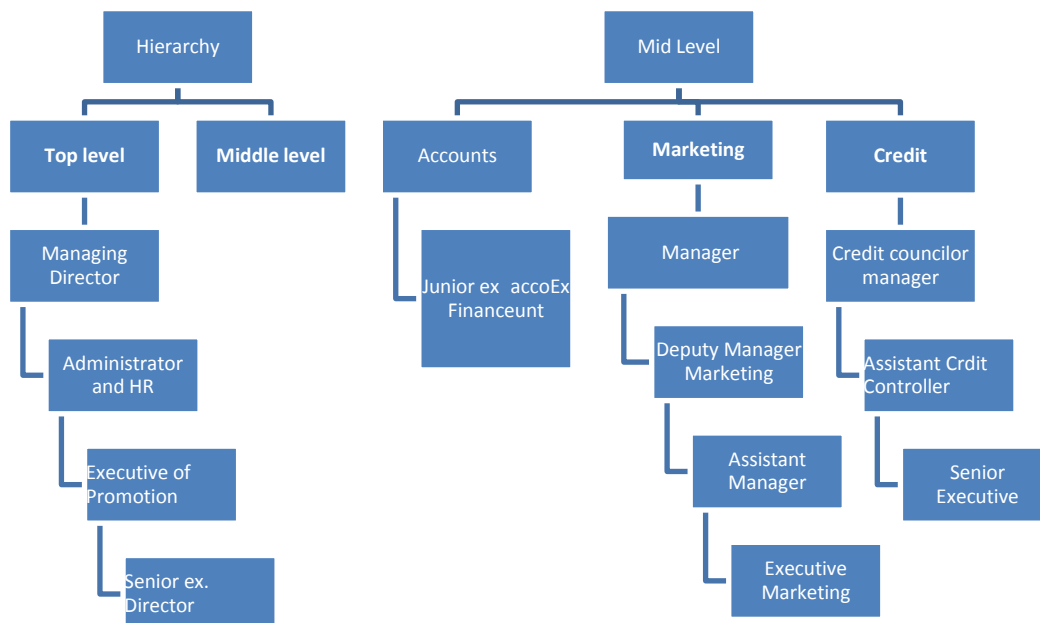 Hierarchy
Top level
Middle level
Managing
Director
Administrator
and HR
Executive of
Promotion
Senior ex.
Director
Mid Level
Accounts
Junior ex accoEx
Financeunt
Marketing
Manager
Deputy Manager
Marketing
Assistant
Manager
Executive
Marketing
Credit
Credit councilor
manager
Assistant Crdit
Controller
Senior
Executive